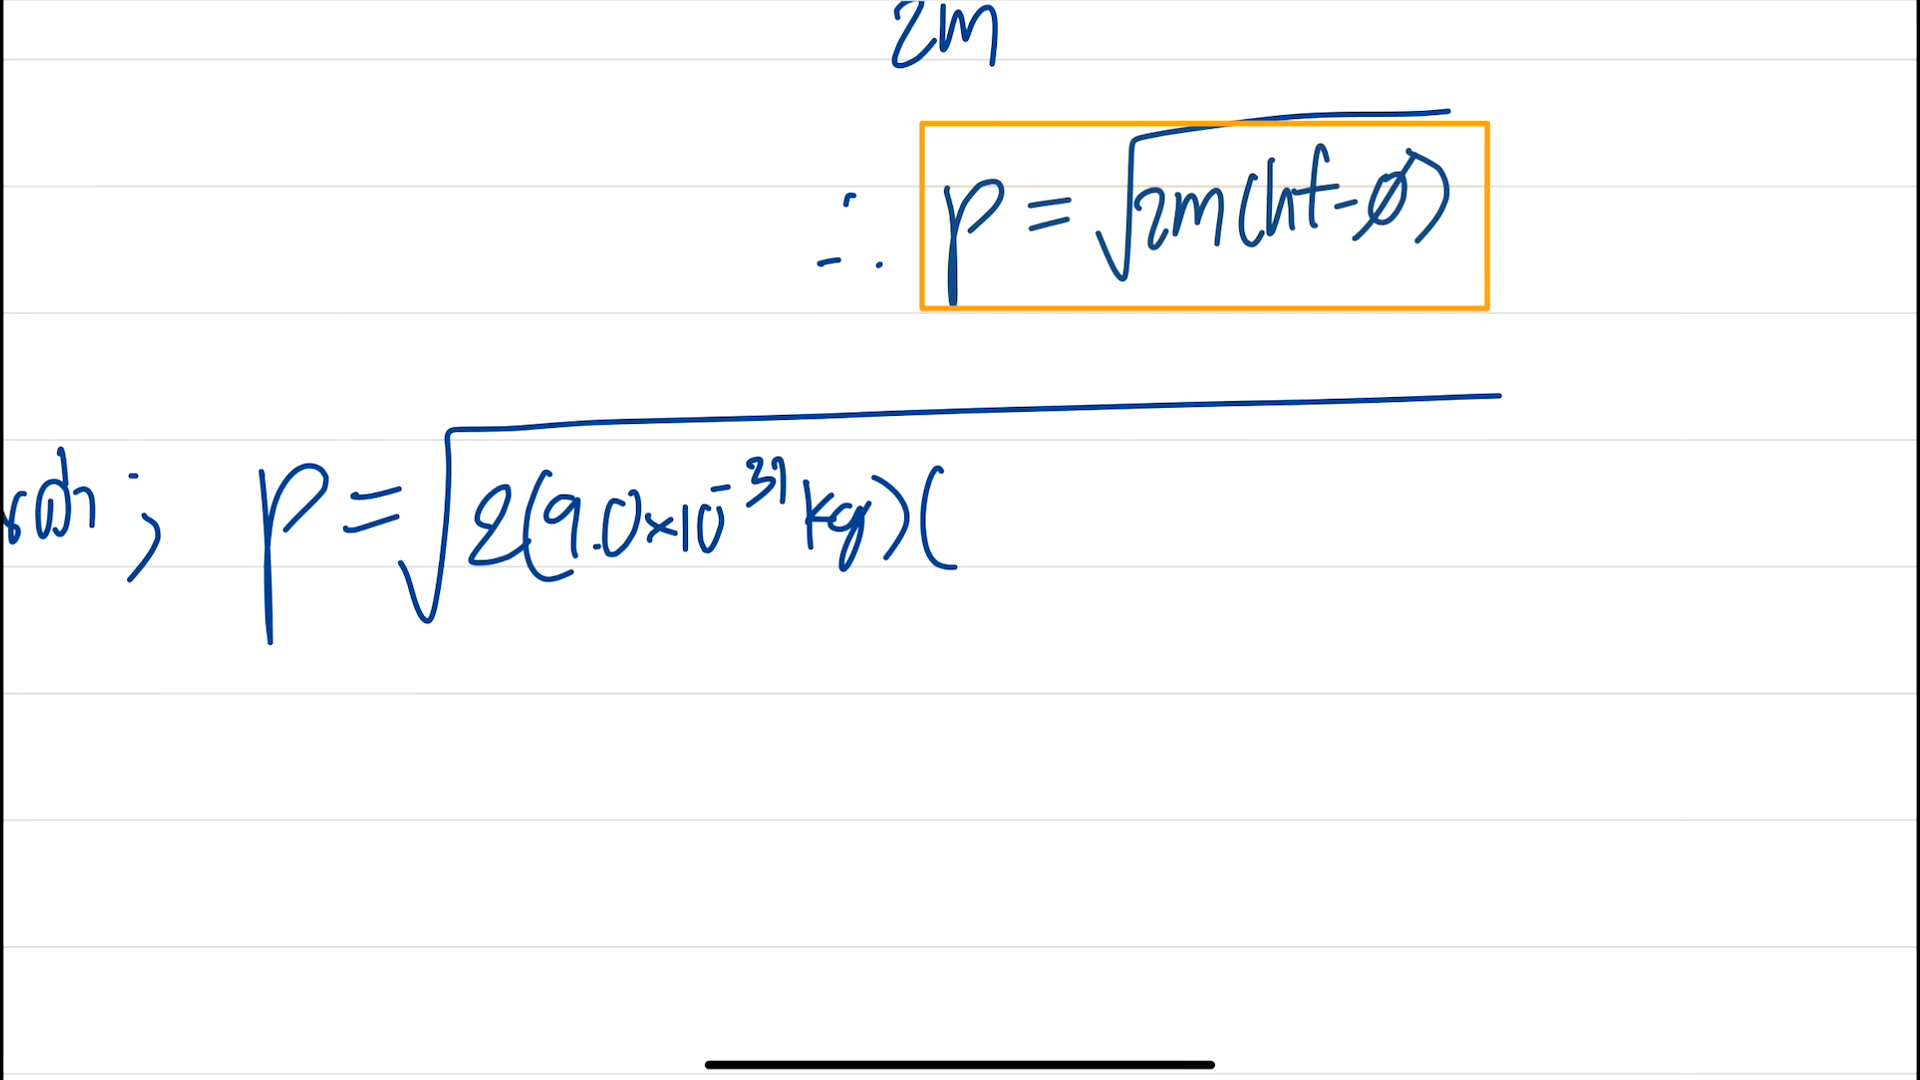 2m
∴ p = √2m(hf-Ø)
; p = √2(9.0×10⁻³¹ kg)(